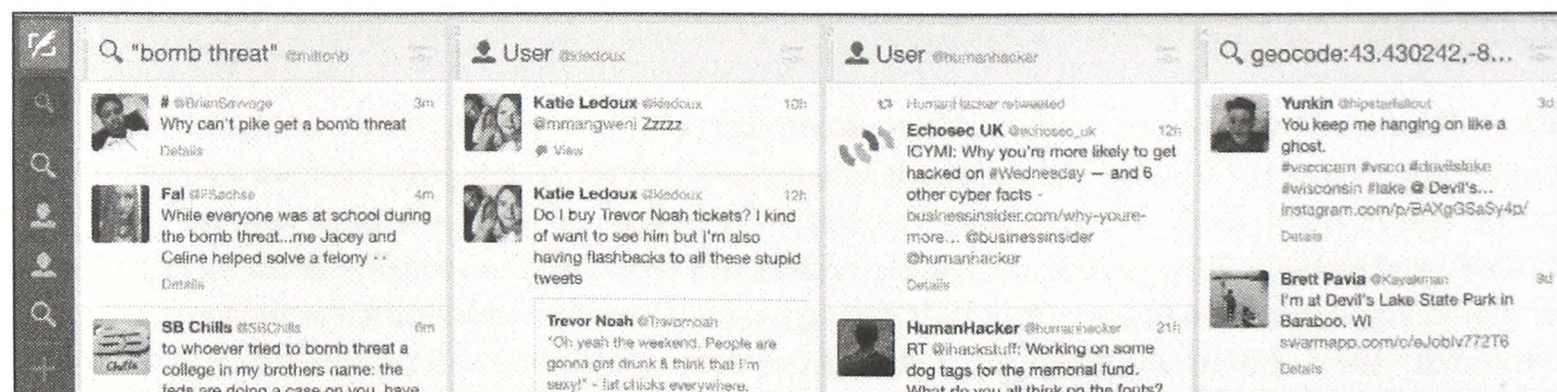 "bomb threat" @miltonb
# @BrianSavvage 3m
Why can't pike get a bomb threat
Details
Fal 4m
While everyone was at school during
the bomb threat...me Jacey and
Celine helped solve a felony --
Details
SB Chills @SBChills 6m
to whoever tried to bomb threat a
college in my brothers name: the
feds are doing a case on you, have
User @kledoux
Katie Ledoux @kledoux 10h
@mmangweni Zzzzz
View
Katie Ledoux @kledoux 12h
Do I buy Trevor Noah tickets? I kind
of want to see him but I'm also
having flashbacks to all these stupid
tweets
Trevor Noah @Trevornoah
"Oh yeah the weekend. People are
gonna get drunk & think that I'm
sexy!" - fat chicks everywhere.
User @humanhacker
HumanHacker retweeted
Echosec UK @echosec_uk 12h
ICYMI: Why you're more likely to get
hacked on #Wednesday — and 6
other cyber facts -
businessinsider.com/why-youre-
more... @businessinsider
@humanhacker
Details
HumanHacker @humanhacker 21h
RT @ihackstuff: Working on some
dog tags for the memorial fund.
What do you all think on the fonts?
geocode:43.430242,-8...
Yunkin @hipsterfallout 3d
You keep me hanging on like a
ghost.
#vscocam #vsco #devilslake
#wisconsin #lake @ Devil's...
instagram.com/p/BAXgGSaSy4p/
Details
Brett Pavia @Kayakman 3d
I'm at Devil's Lake State Park in
Baraboo, WI
swarmapp.com/c/eJoblv772T6
Details